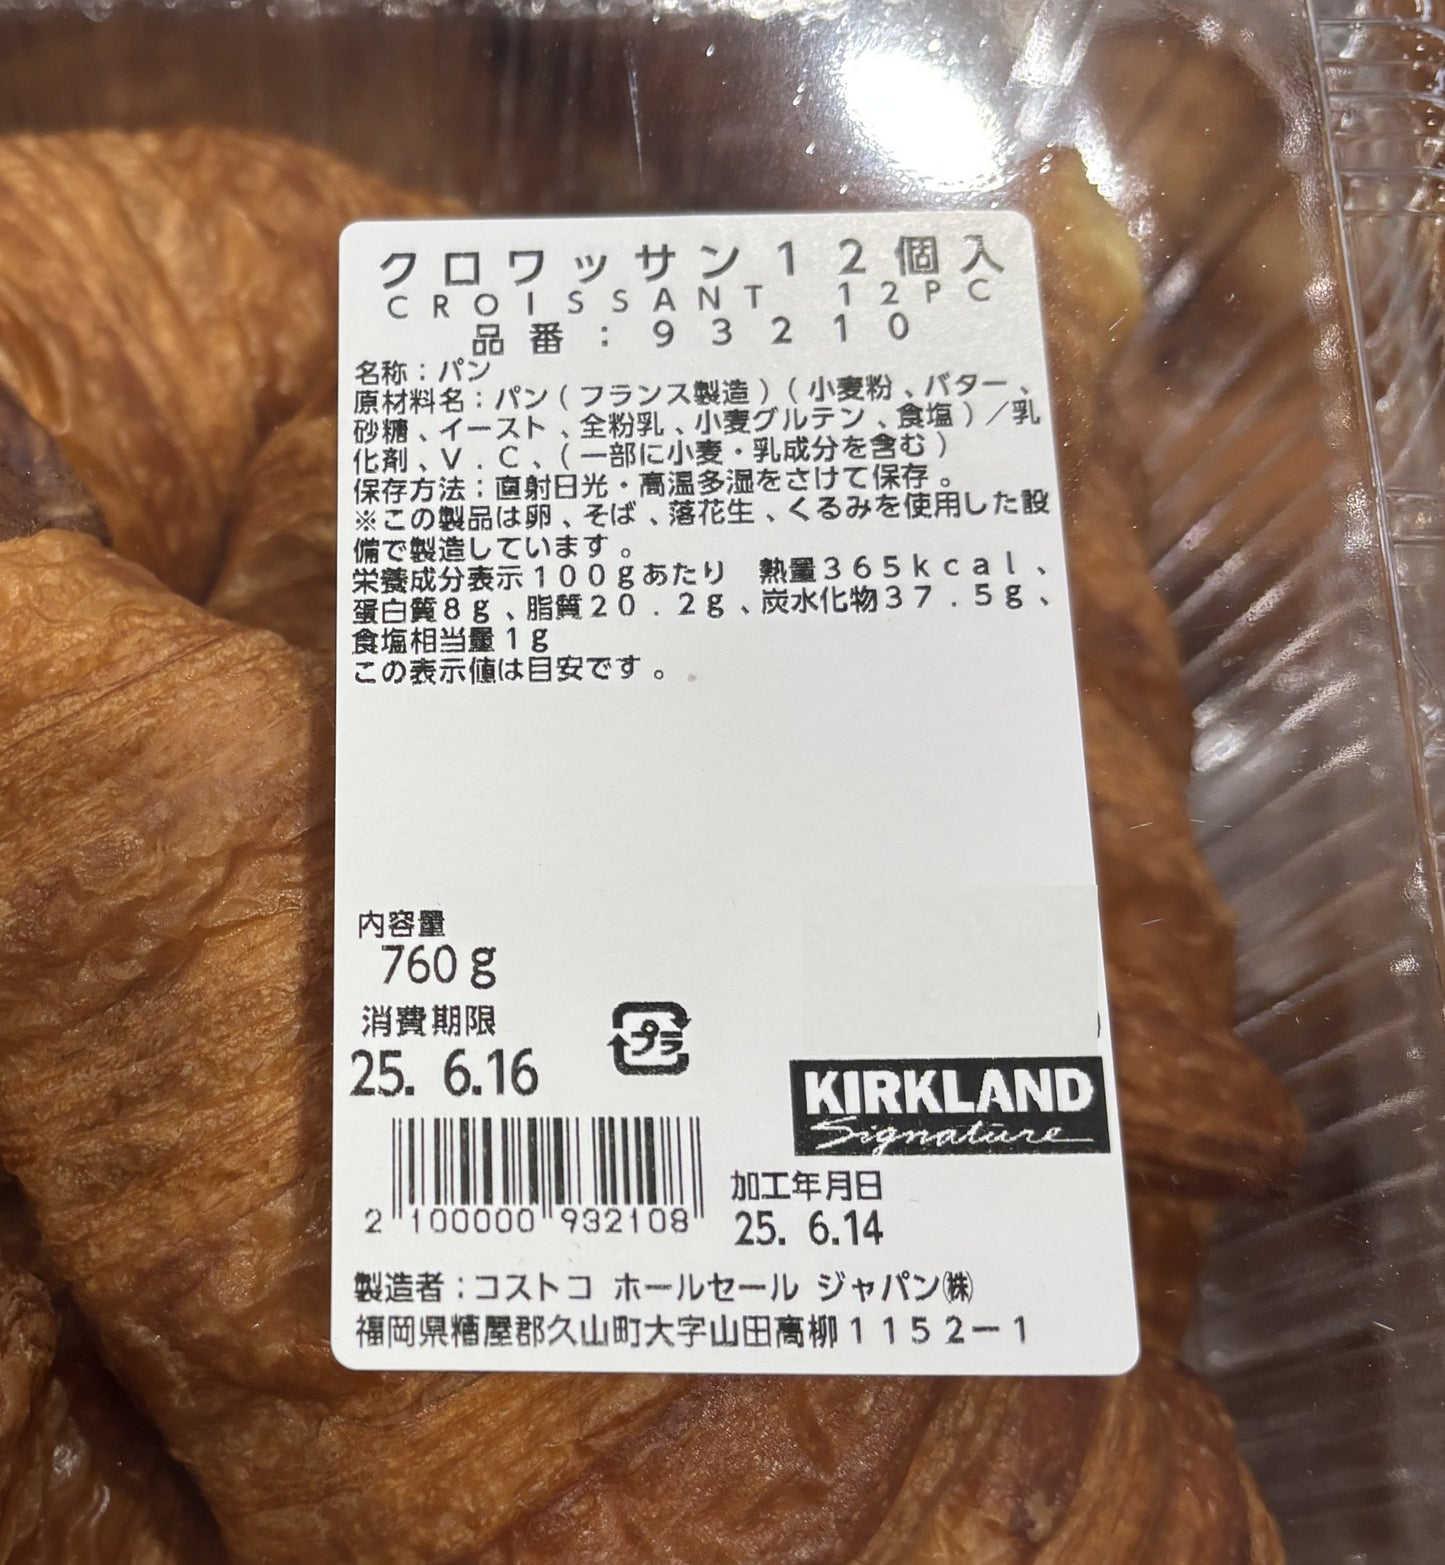 クロワッサン12個入
CROISSANT 12PC
品番:93210
名称:パン
原材料名:パン(フランス製造)(小麦粉、バター、
砂糖、イースト、全粉乳、小麦グルテン、食塩)/乳
化剤、V.C、(一部に小麦・乳成分を含む)
保存方法:直射日光・高温多湿をさけて保存。
※この製品は卵、そば、落花生、くるみを使用した設
備で製造しています。
栄養成分表示100gあたり 熱量365kcal、
蛋白質8g、脂質20.2g、炭水化物37.5g、
食塩相当量1g
この表示値は目安です。
内容量
760g
消費期限
25. 6.16
プラ
KIRKLAND
Signature
2 100000 932108
加工年月日
25. 6.14
製造者:コストコ ホールセール ジャパン㈱
福岡県糟屋郡久山町大字山田高柳1152-1